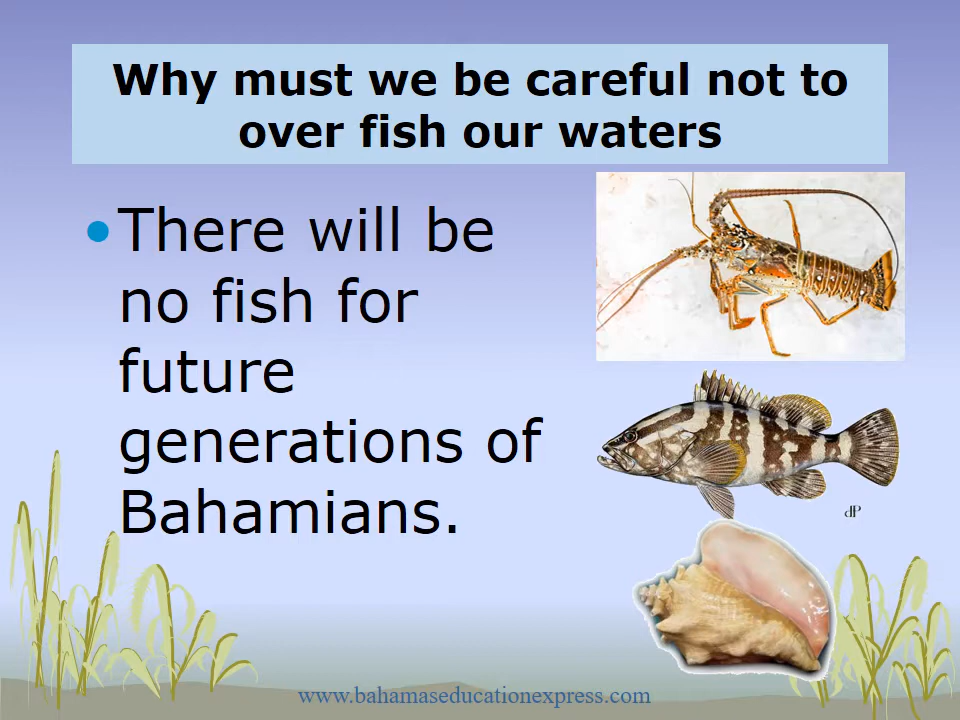 Why must we be careful not to
over fish our waters
•There will be
no fish for
future
generations of
Bahamians.
dP
www.bahamaseducationexpress.com